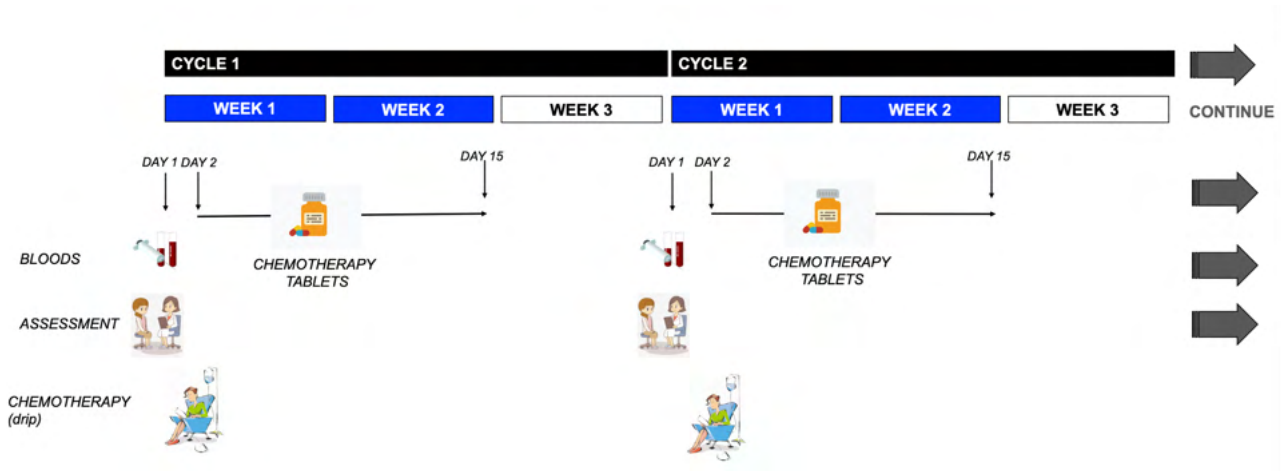 CYCLE 1 CYCLE 2
WEEK 1 WEEK 2 WEEK 3 WEEK 1 WEEK 2 WEEK 3 CONTINUE
DAY 1 DAY 2 DAY 15 DAY 1 DAY 2 DAY 15
BLOODS
CHEMOTHERAPY
TABLETS
CHEMOTHERAPY
TABLETS
ASSESSMENT
CHEMOTHERAPY
(drip)